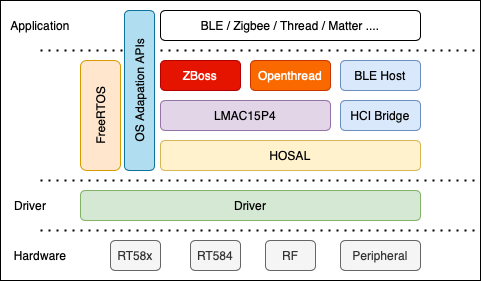 Application
BLE / Zigbee / Thread / Matter ....
FreeRTOS
OS Adapation APIs
ZBoss
Openthread
BLE Host
LMAC15P4
HCI Bridge
HOSAL
Driver
Driver
Hardware
RT58x
RT584
RF
Peripheral